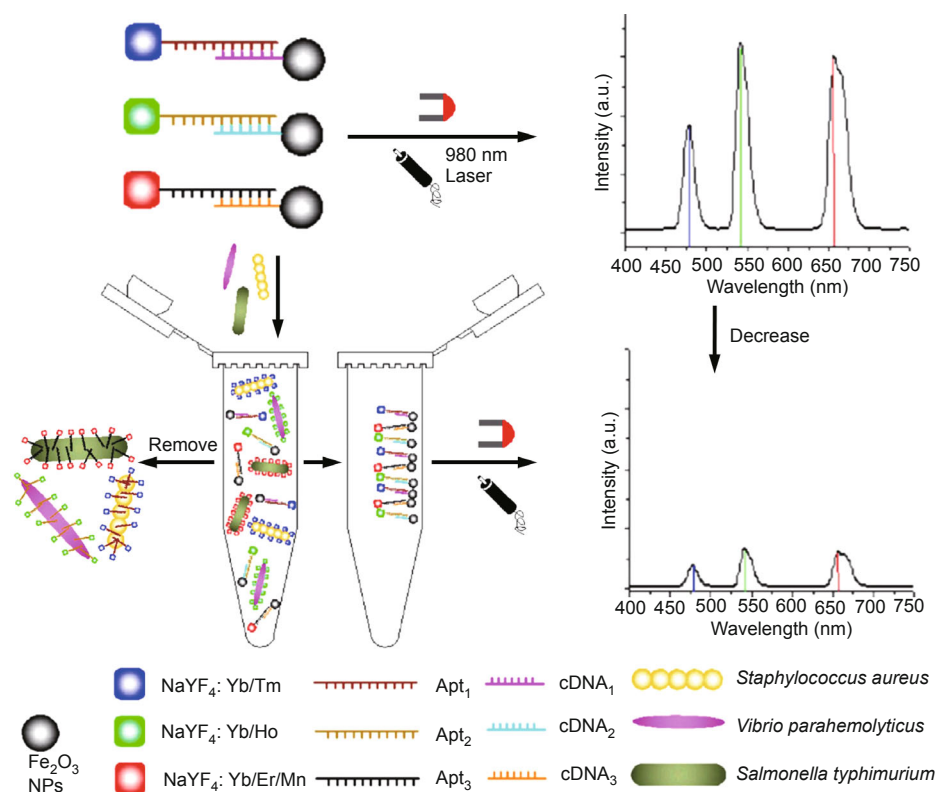 980 nm
Laser
Intensity (a.u.)
400 450 500 550 600 650 700 750
Wavelength (nm)
Decrease
Remove
Intensity (a.u.)
400 450 500 550 600 650 700 750
Wavelength (nm)
NaYF₄: Yb/Tm
Apt₁
cDNA₁
Staphylococcus aureus
NaYF₄: Yb/Ho
Apt₂
cDNA₂
Vibrio parahemolyticus
Fe₂O₃
NPs
NaYF₄: Yb/Er/Mn
Apt₃
cDNA₃
Salmonella typhimurium